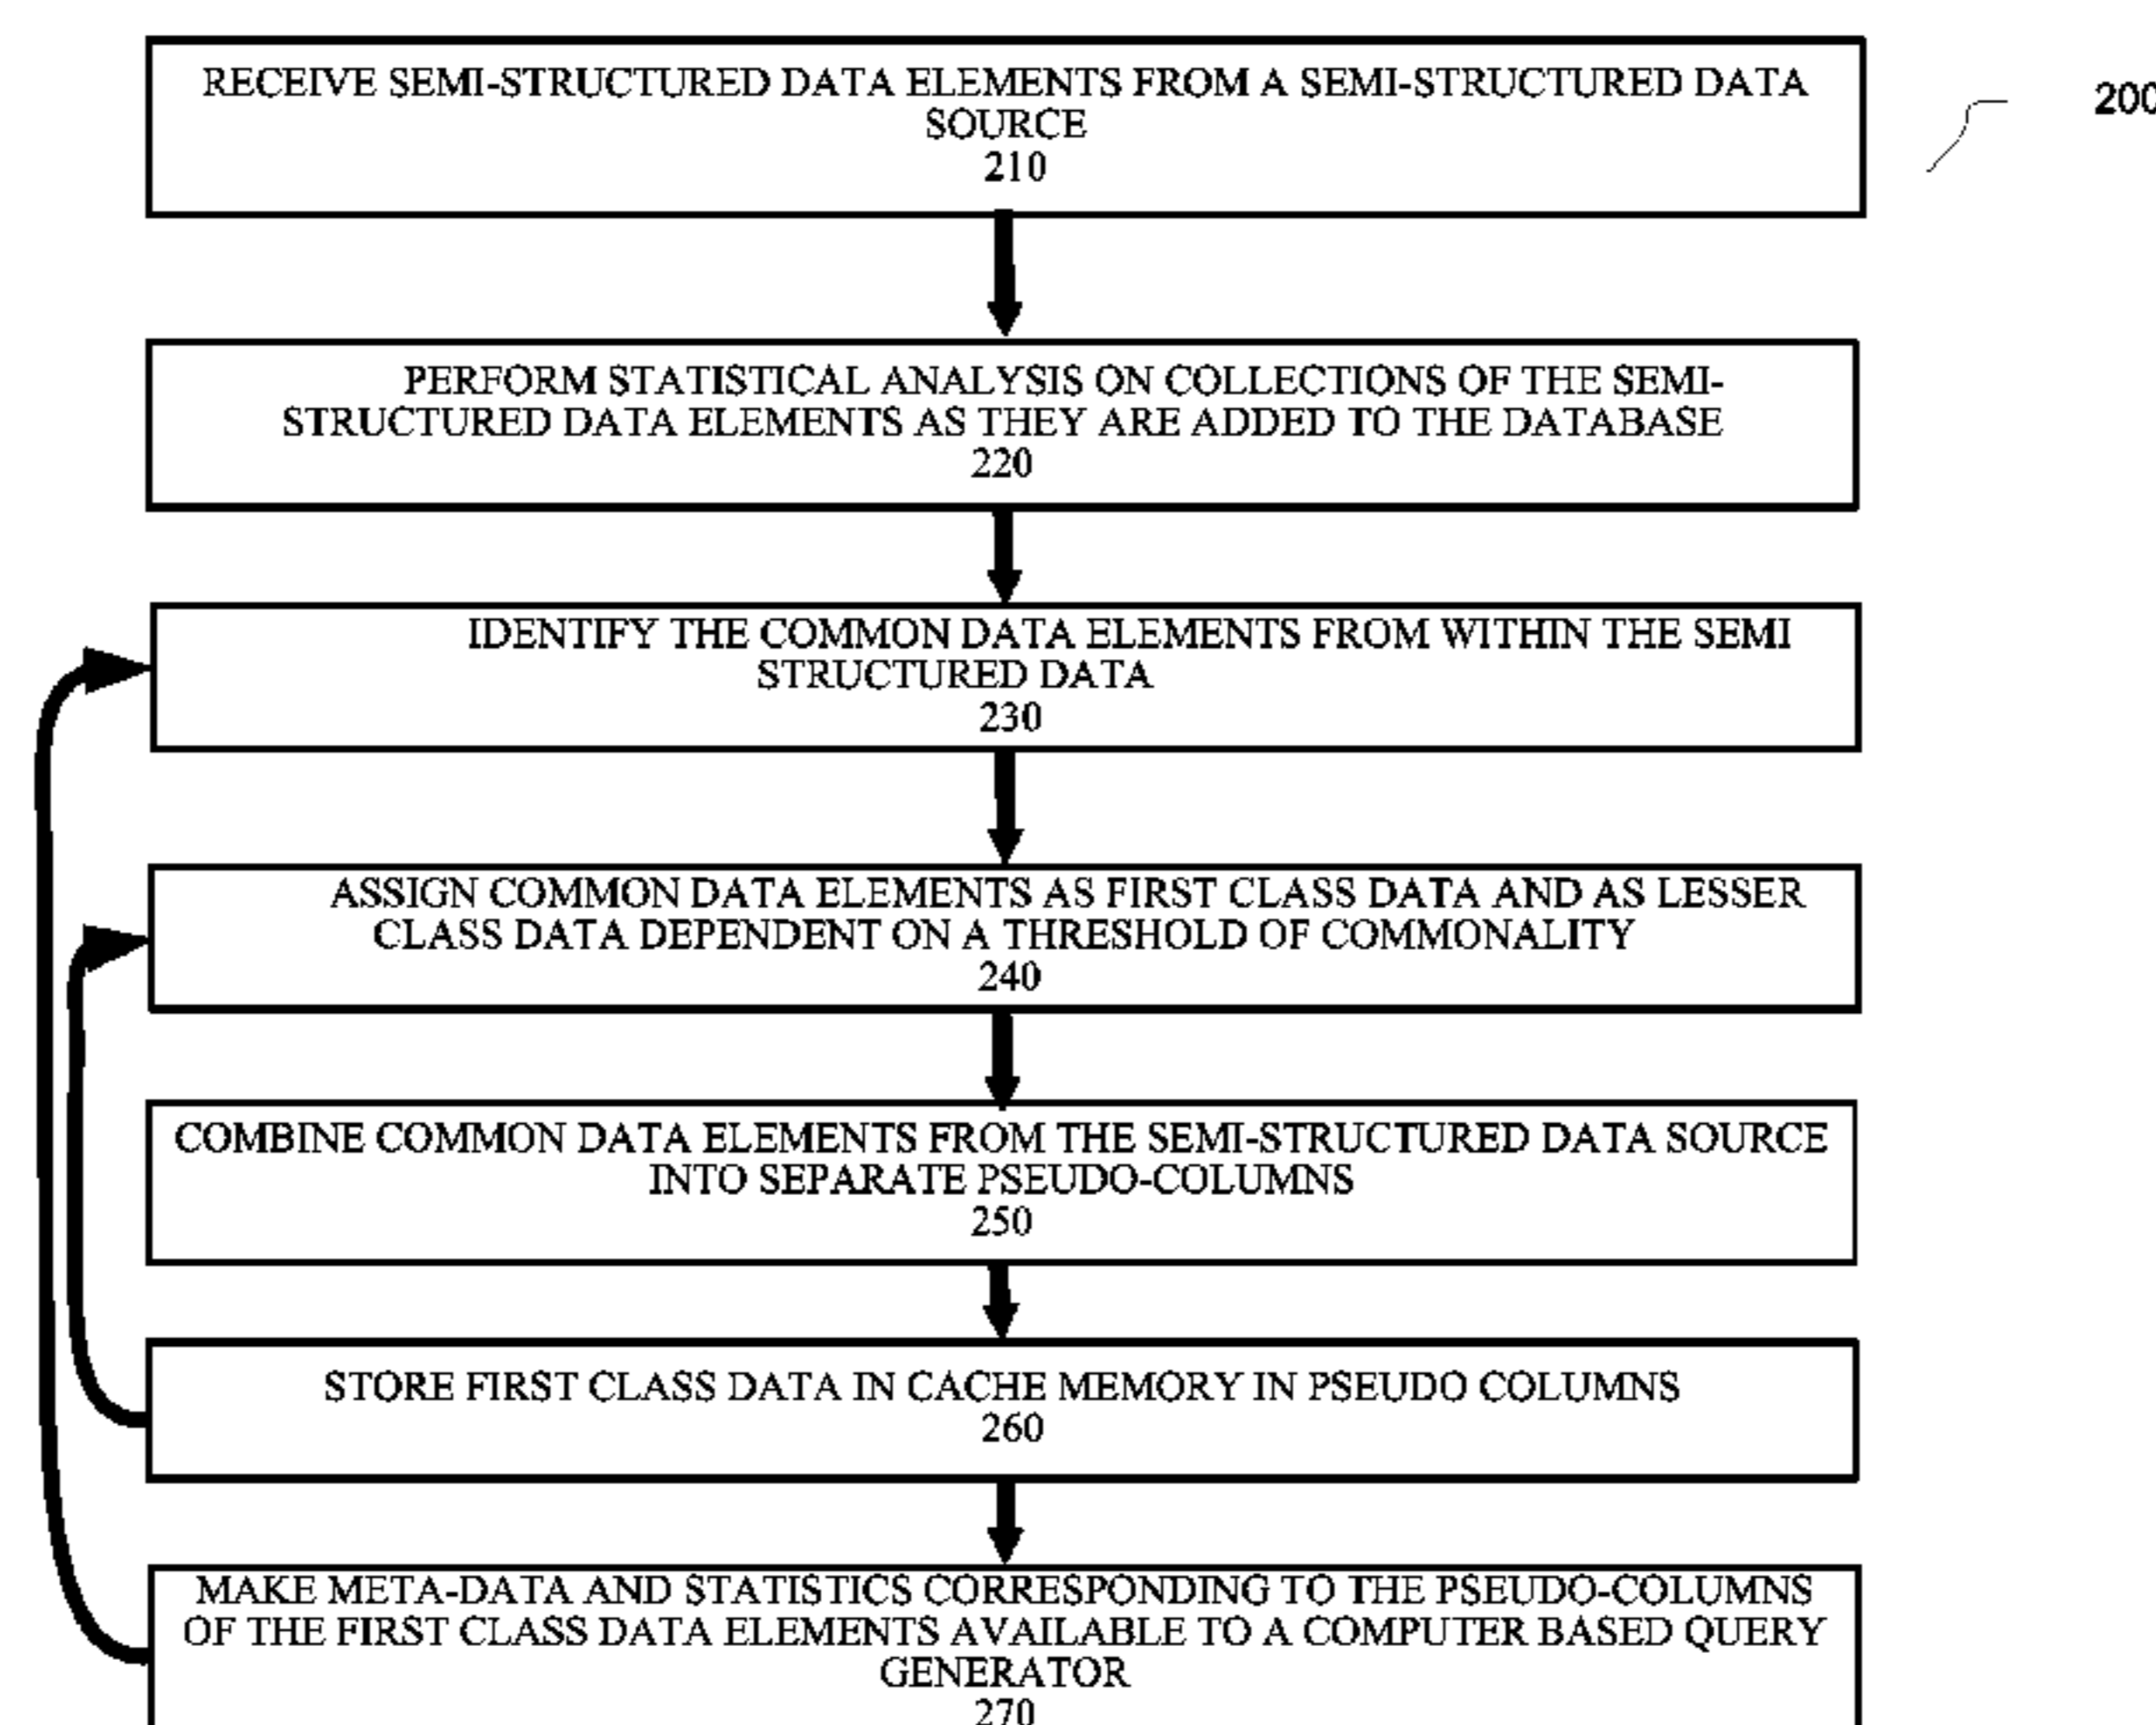 RECEIVE SEMI-STRUCTURED DATA ELEMENTS FROM A SEMI-STRUCTURED DATA
SOURCE
210
200
PERFORM STATISTICAL ANALYSIS ON COLLECTIONS OF THE SEMI-
STRUCTURED DATA ELEMENTS AS THEY ARE ADDED TO THE DATABASE
220
IDENTIFY THE COMMON DATA ELEMENTS FROM WITHIN THE SEMI
STRUCTURED DATA
230
ASSIGN COMMON DATA ELEMENTS AS FIRST CLASS DATA AND AS LESSER
CLASS DATA DEPENDENT ON A THRESHOLD OF COMMONALITY
240
COMBINE COMMON DATA ELEMENTS FROM THE SEMI-STRUCTURED DATA SOURCE
INTO SEPARATE PSEUDO-COLUMNS
250
STORE FIRST CLASS DATA IN CACHE MEMORY IN PSEUDO COLUMNS
260
MAKE META-DATA AND STATISTICS CORRESPONDING TO THE PSEUDO-COLUMNS
OF THE FIRST CLASS DATA ELEMENTS AVAILABLE TO A COMPUTER BASED QUERY
GENERATOR
270